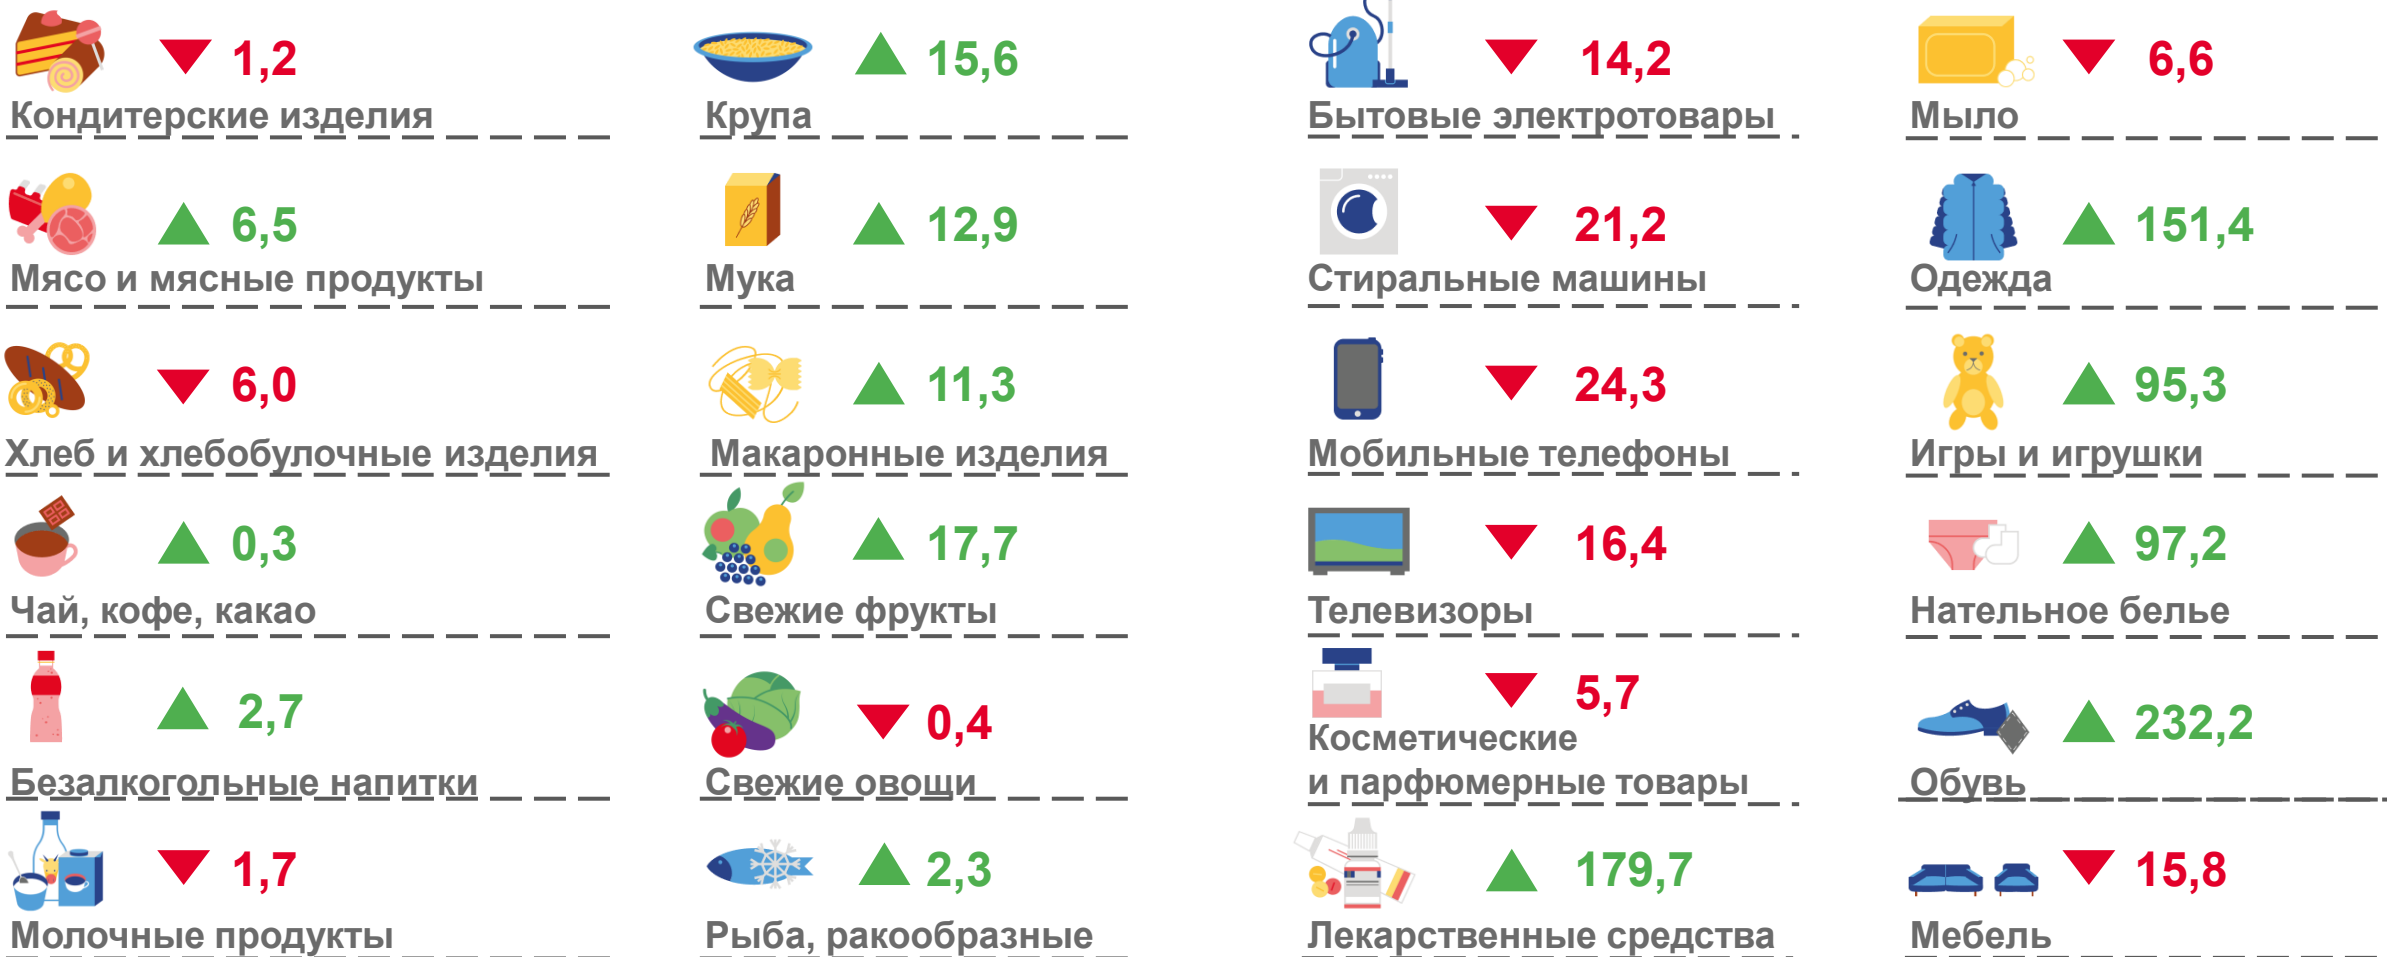 ▼ 1,2
Кондитерские изделия
▲ 6,5
Мясо и мясные продукты
▼ 6,0
Хлеб и хлебобулочные изделия
▲ 0,3
Чай, кофе, какао
▲ 2,7
Безалкогольные напитки
▼ 1,7
Молочные продукты
▲ 15,6
Крупа
▲ 12,9
Мука
▲ 11,3
Макаронные изделия
▲ 17,7
Свежие фрукты
▼ 0,4
Свежие овощи
▲ 2,3
Рыба, ракообразные
▼ 14,2
Бытовые электротовары
▼ 21,2
Стиральные машины
▼ 24,3
Мобильные телефоны
▼ 16,4
Телевизоры
▼ 5,7
Косметические
и парфюмерные товары
▲ 179,7
Лекарственные средства
▼ 6,6
Мыло
▲ 151,4
Одежда
▲ 95,3
Игры и игрушки
▲ 97,2
Нательное белье
▲ 232,2
Обувь
▼ 15,8
Мебель